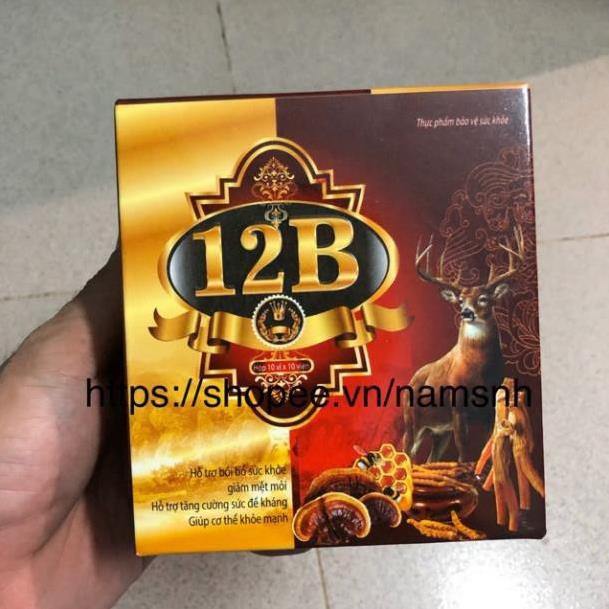 Thực phẩm bảo vệ sức khỏe
12B
Hộp 10 vỉ x 10 viên
https://shopee.vn/namsnh
Hỗ trợ bồi bổ sức khỏe
giảm mệt mỏi
Hỗ trợ tăng cường sức đề kháng
Giúp cơ thể khỏe mạnh